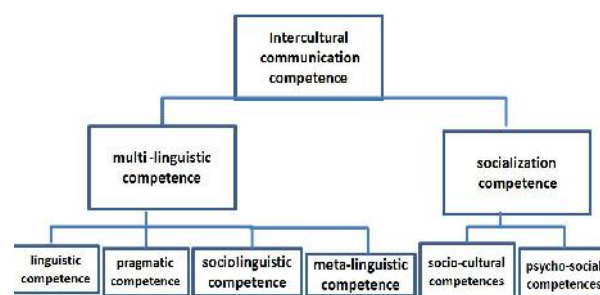 Intercultural
communication
competence
multi-linguistic
competence
socialization
competence
linguistic
competence
pragmatic
competence
sociolinguistic
competence
meta-linguistic
competence
socio-cultural
competences
psycho-social
competences